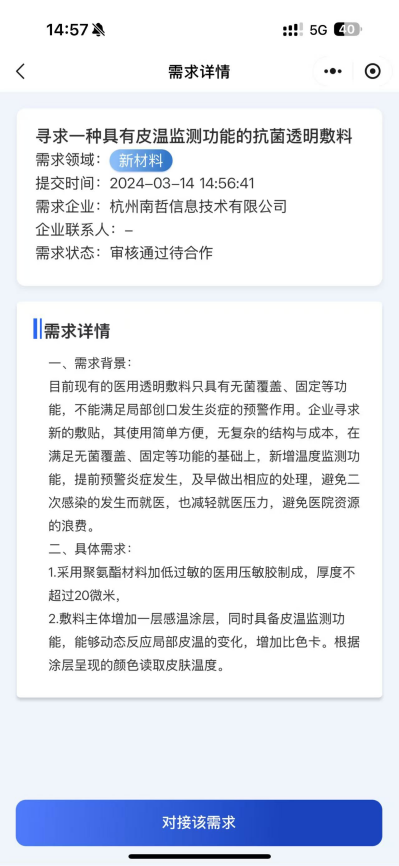 14:57
5G 40
需求详情
寻求一种具有皮温监测功能的抗菌透明敷料
需求领域： 新材料
提交时间：2024-03-14 14:56:41
需求企业：杭州南哲信息技术有限公司
企业联系人：-
需求状态：审核通过待合作
需求详情
一、需求背景：
目前现有的医用透明敷料只具有无菌覆盖、固定等功
能，不能满足局部创口发生炎症的预警作用。企业寻求
新的敷贴，其使用简单方便，无复杂的结构与成本，在
满足无菌覆盖、固定等功能的基础上，新增温度监测功
能，提前预警炎症发生，及早做出相应的处理，避免二
次感染的发生而就医，也减轻就医压力，避免医院资源
的浪费。
二、具体需求：
1.采用聚氨酯材料加低过敏的医用压敏胶制成，厚度不
超过20微米，
2.敷料主体增加一层感温涂层，同时具备皮温监测功
能，能够动态反应局部皮温的变化，增加比色卡。根据
涂层呈现的颜色读取皮肤温度。
对接该需求